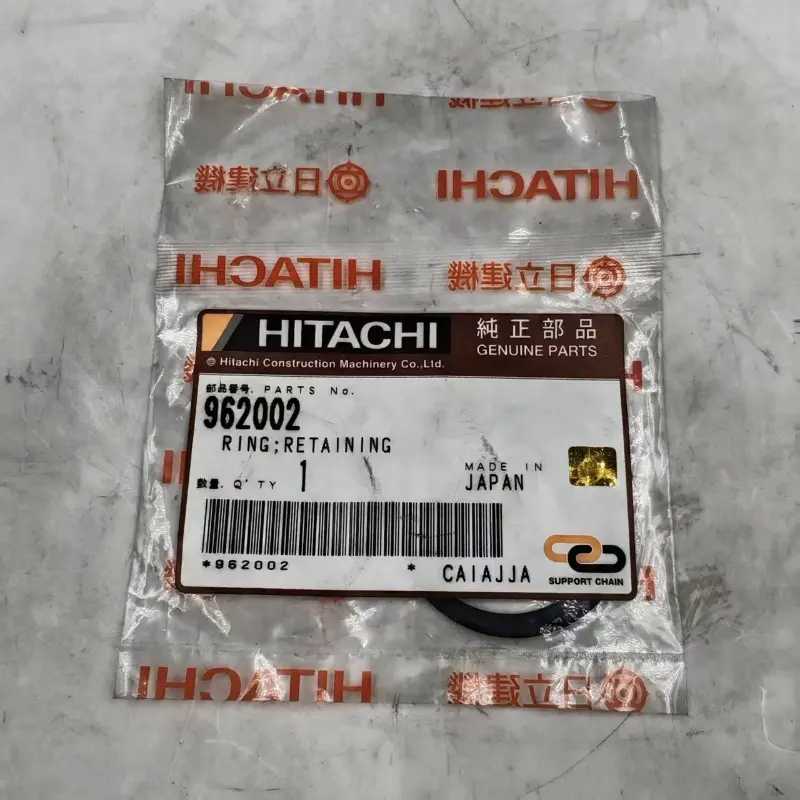 HITACHI
日立建機 HITACHI
HITACHI 日立建機
HITACHI 純正部品
GENUINE PARTS
Hitachi Construction Machinery Co.,Ltd.
部品番号. PARTS No.
962002
RING;RETAINING
数量. Q'TY 1 MADE IN
JAPAN
*962002 * CA1AJJA
SUPPORT CHAIN
HITACHI 日立建機